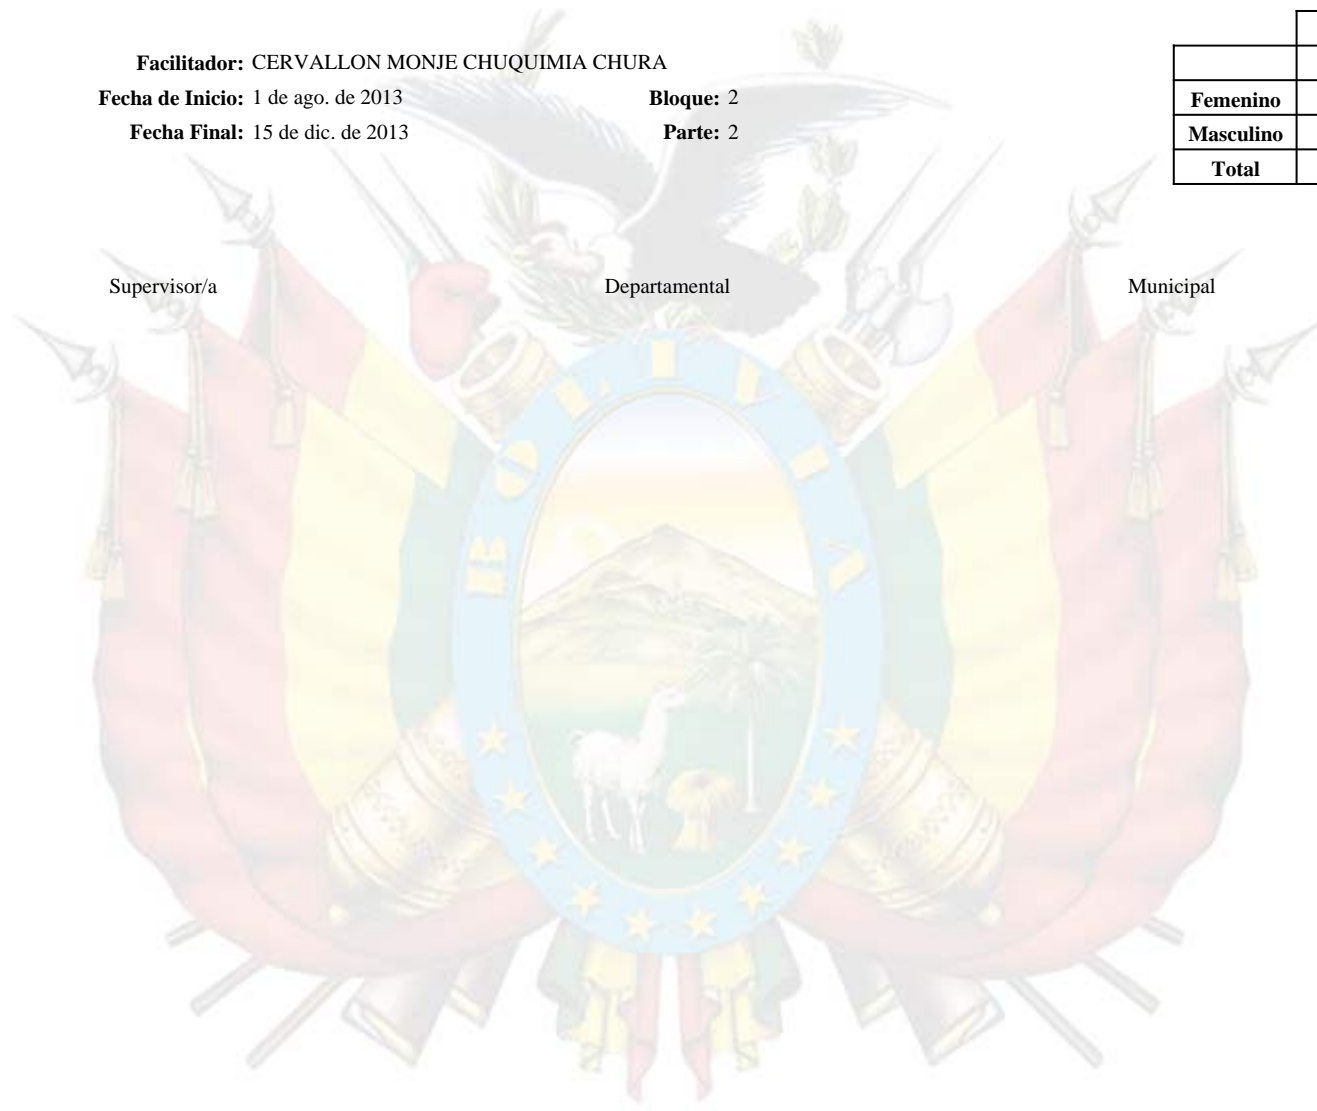 Facilitador: CERVALLON MONJE CHUQUIMIA CHURA
Fecha de Inicio: 1 de ago. de 2013 Bloque: 2
Fecha Final: 15 de dic. de 2013 Parte: 2
Femenino
Masculino
Total
Supervisor/a Departamental Municipal
BOLIVIA